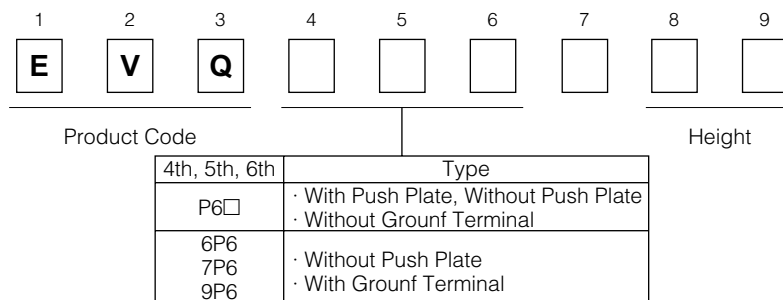 1 2 3 4 5 6 7 8 9
E V Q
Product Code Height
4th, 5th, 6th Type
P6□ · With Push Plate, Without Push Plate
· Without Grounf Terminal
6P6
7P6 · Without Push Plate
9P6 · With Grounf Terminal